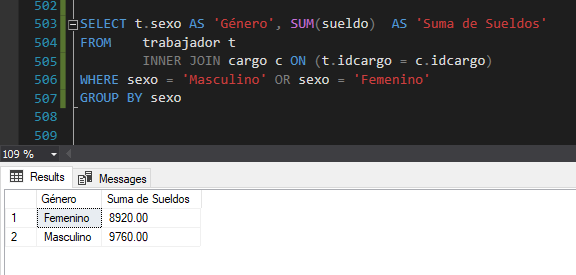 502
503 SELECT t.sexo AS 'Género', SUM(sueldo)  AS 'Suma de Sueldos'
504 FROM    trabajador t
505         INNER JOIN cargo c ON (t.idcargo = c.idcargo)
506 WHERE sexo = 'Masculino' OR sexo = 'Femenino'
507 GROUP BY sexo
508
509
109 %
Results Messages
Género Suma de Sueldos
1 Femenino 8920.00
2 Masculino 9760.00